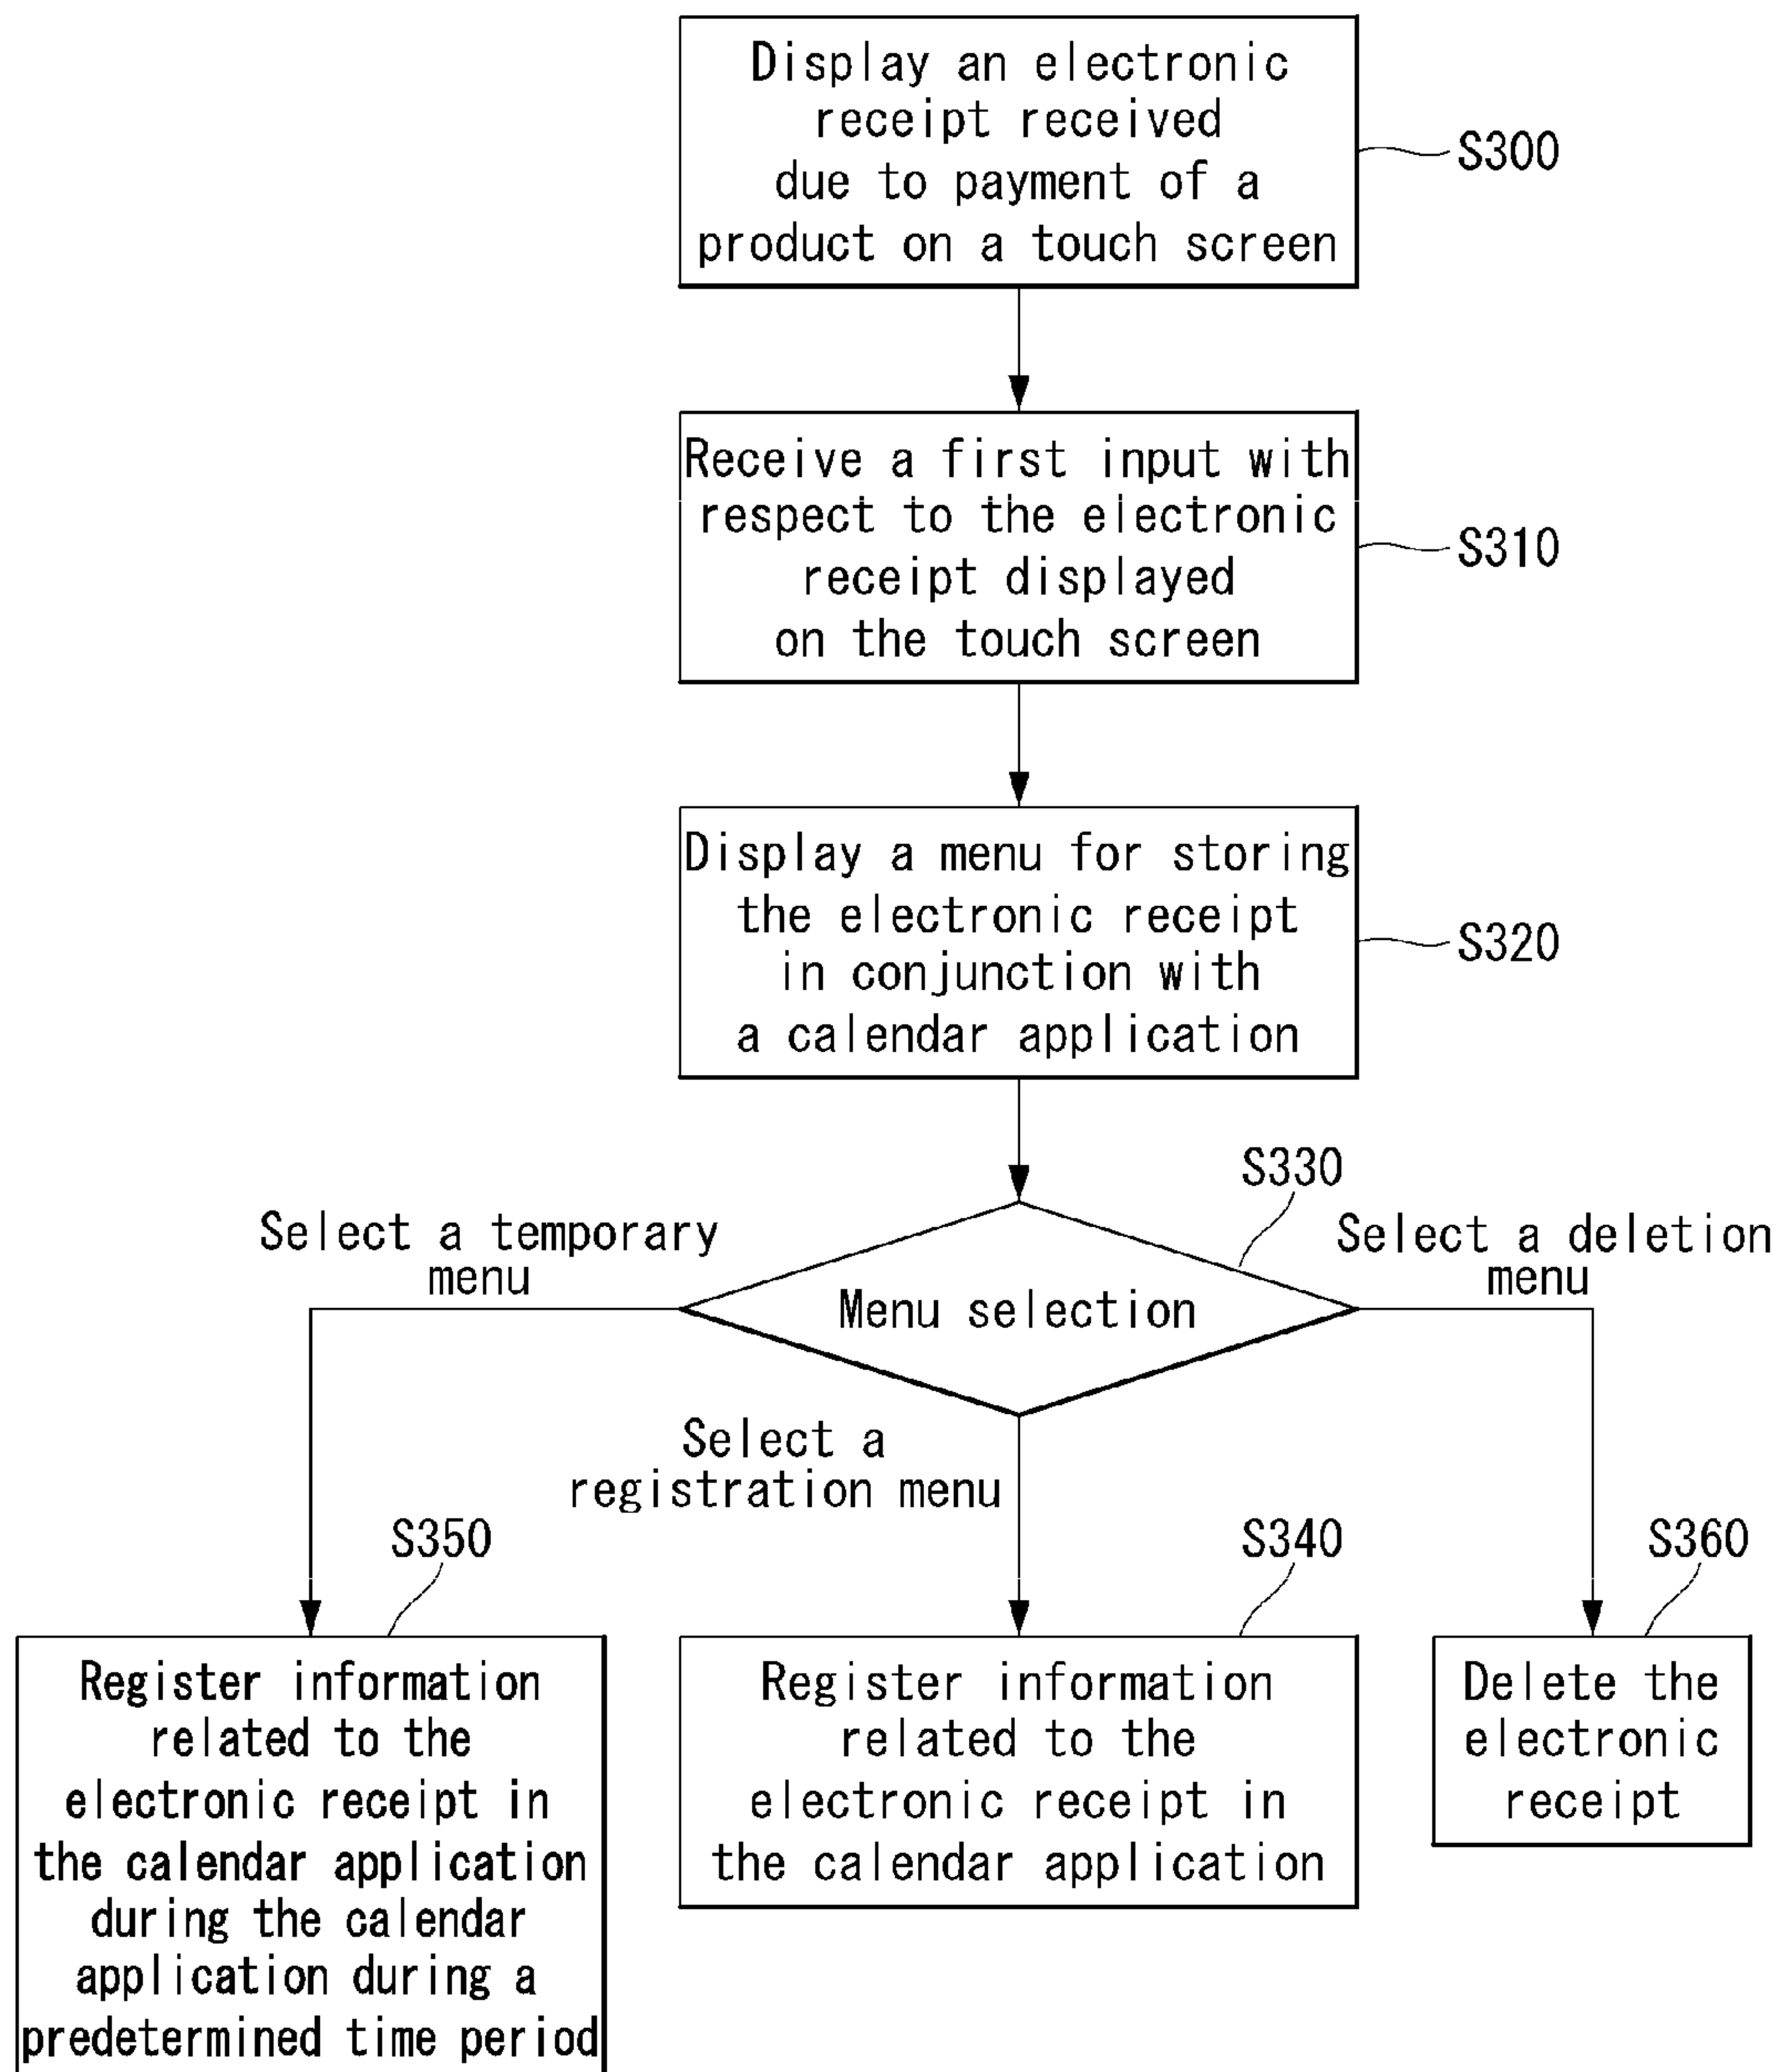 Display an electronic
receipt received
due to payment of a
product on a touch screen
S300
Receive a first input with
respect to the electronic
receipt displayed
on the touch screen
S310
Display a menu for storing
the electronic receipt
in conjunction with
a calendar application
S320
S330
Menu selection
Select a temporary
menu
Select a deletion
menu
Select a
registration menu
S350
Register information
related to the
electronic receipt in
the calendar application
during the calendar
application during a
predetermined time period
S340
Register information
related to the
electronic receipt in
the calendar application
S360
Delete the
electronic
receipt